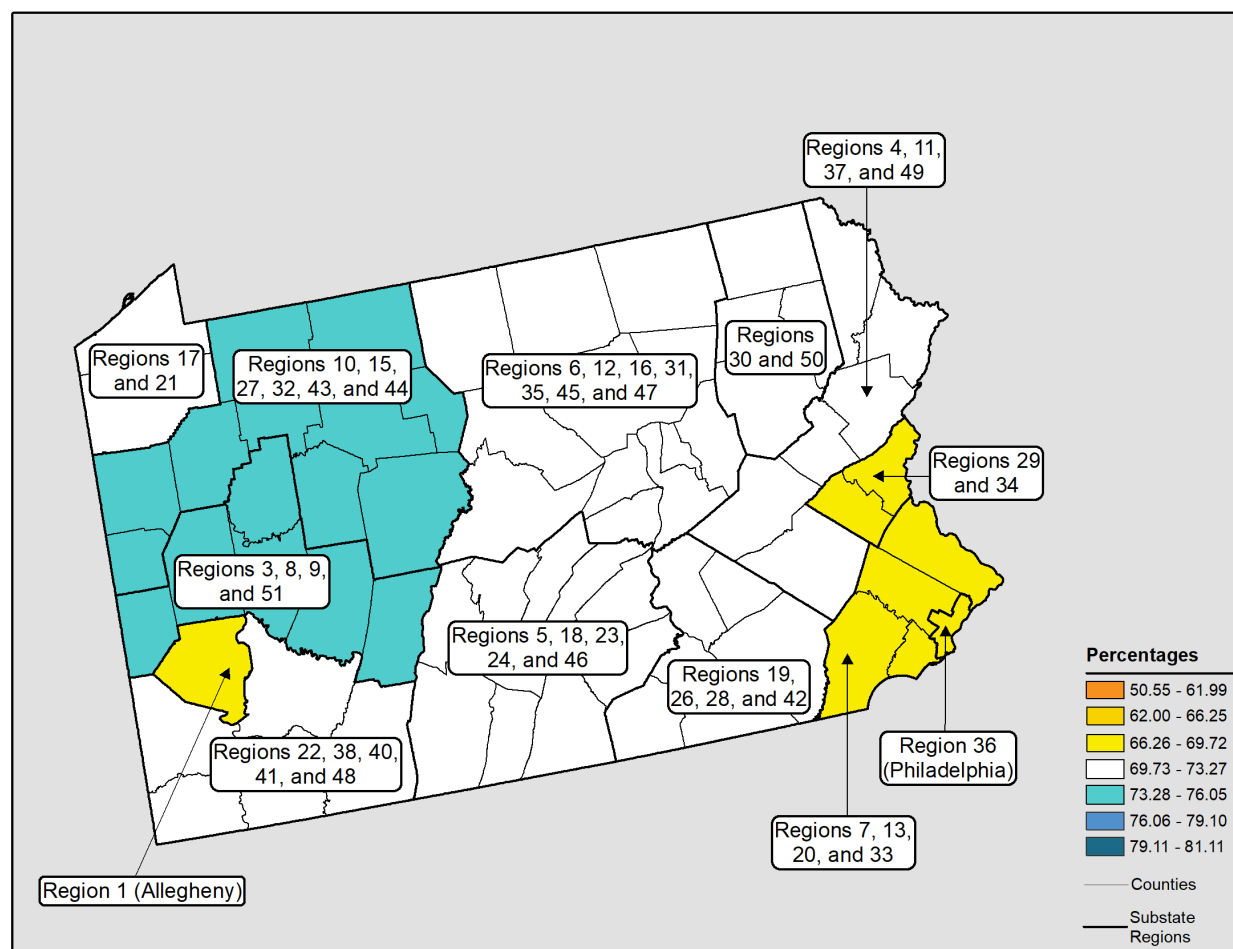 Regions 4, 11,
37, and 49
Regions 17
and 21
Regions 10, 15,
27, 32, 43, and 44
Regions 6, 12, 16, 31,
35, 45, and 47
Regions
30 and 50
Regions 29
and 34
Regions 3, 8, 9,
and 51
Regions 5, 18, 23,
24, and 46
Regions 19,
26, 28, and 42
Regions 22, 38, 40,
41, and 48
Region 36
(Philadelphia)
Regions 7, 13,
20, and 33
Region 1 (Allegheny)
Percentages
50.55 - 61.99
62.00 - 66.25
66.26 - 69.72
69.73 - 73.27
73.28 - 76.05
76.06 - 79.10
79.11 - 81.11
Counties
Substate
Regions